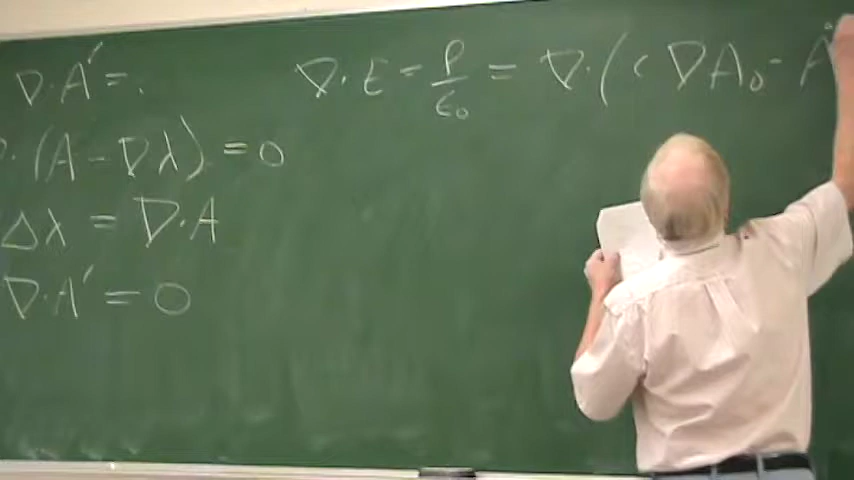 ∇·A′ = .
∇·E = ρ/ε₀ = ∇·(c∇A₀ - Ȧ
∇·(A - ∇λ) = 0
Δλ = ∇·A
∇·A′ = 0